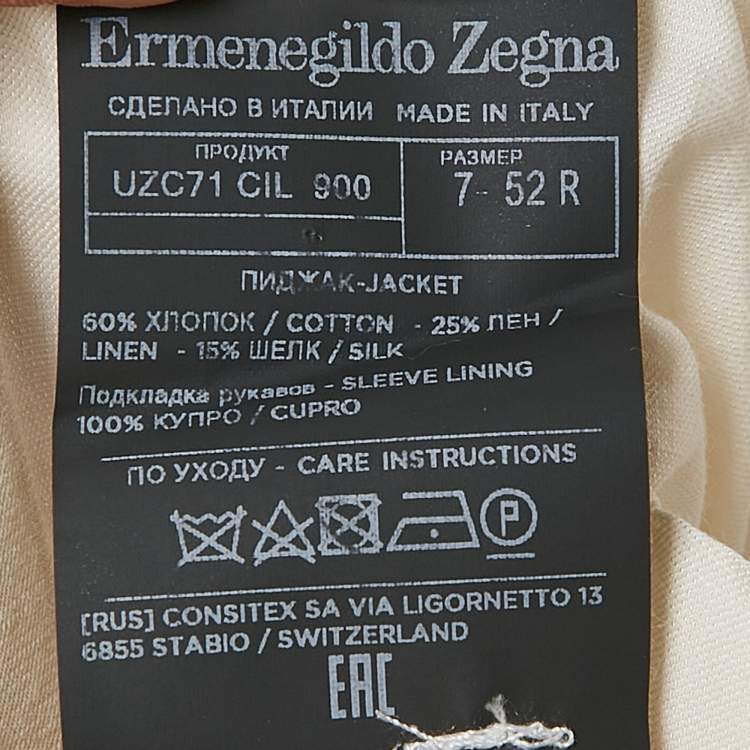 Ermenegildo Zegna
СДЕЛАНО В ИТАЛИИ MADE IN ITALY
ПРОДУКТ РАЗМЕР
UZC71 CIL 900 7- 52 R
ПИДЖАК-JACKET
60% ХЛОПОК / COTTON - 25% ЛЕН /
LINEN - 15% ШЕЛК / SILK
Подкладка рукавов - SLEEVE LINING
100% КУПРО / CUPRO
ПО УХОДУ - CARE INSTRUCTIONS
P
[RUS] CONSITEX SA VIA LIGORNETTO 13
6855 STABIO / SWITZERLAND
EAC